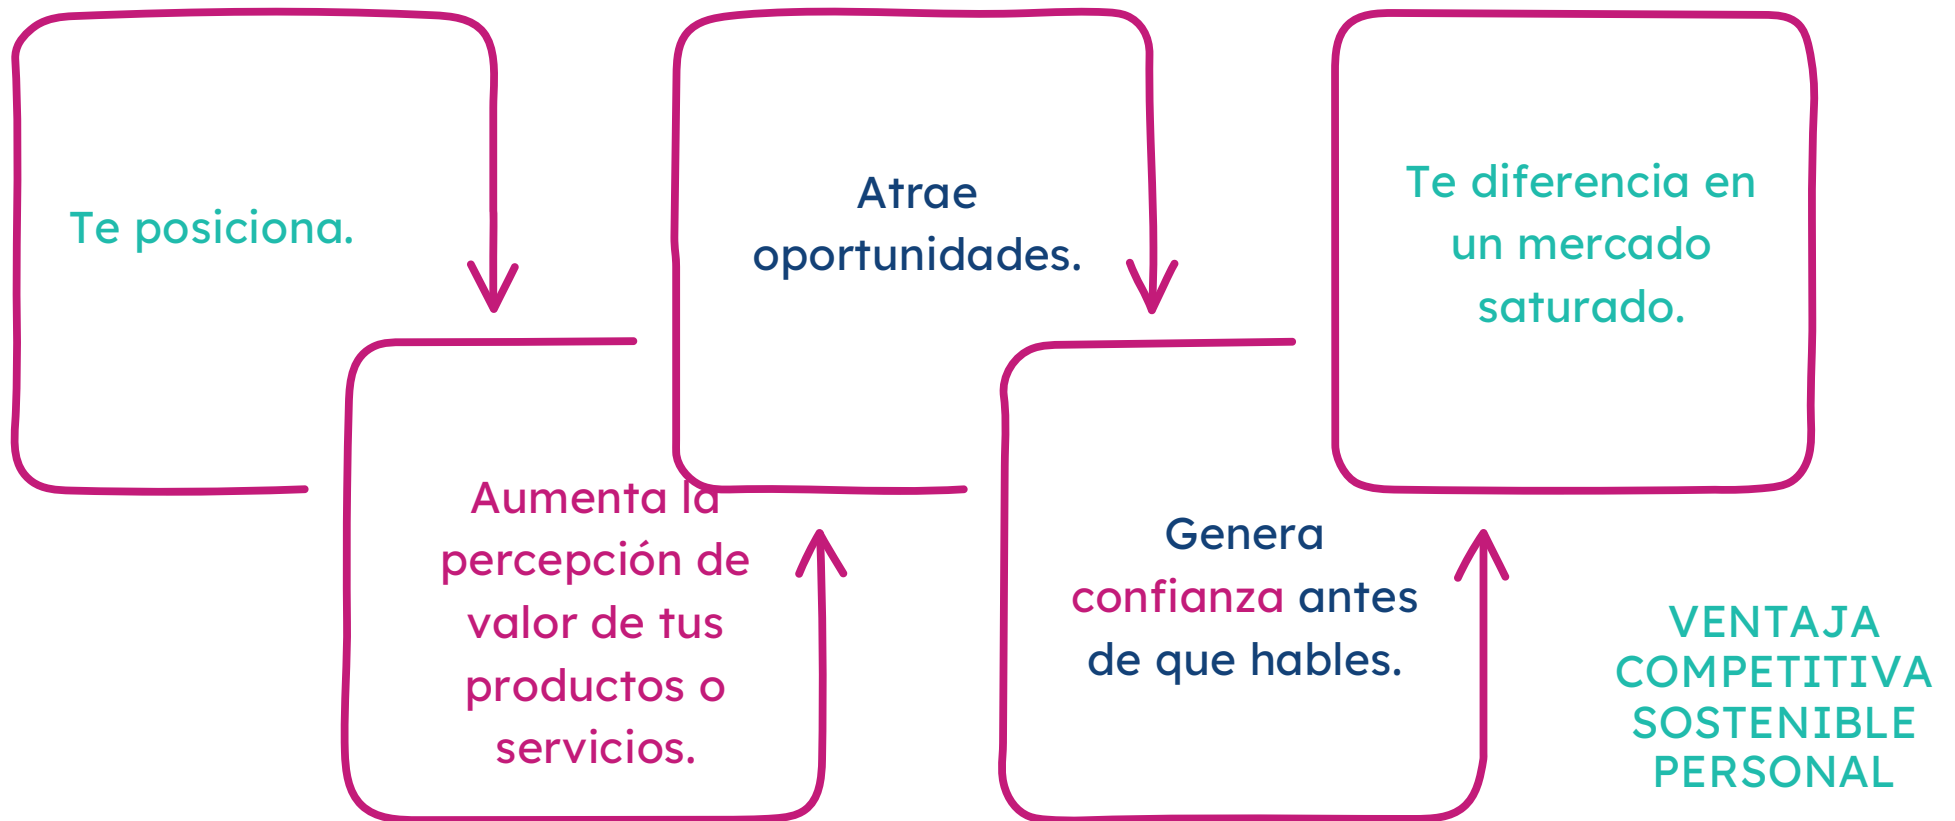 Te posiciona.
Aumenta la
percepción de
valor de tus
productos o
servicios.
Atrae
oportunidades.
Genera
confianza antes
de que hables.
Te diferencia en
un mercado
saturado.
VENTAJA
COMPETITIVA
SOSTENIBLE
PERSONAL